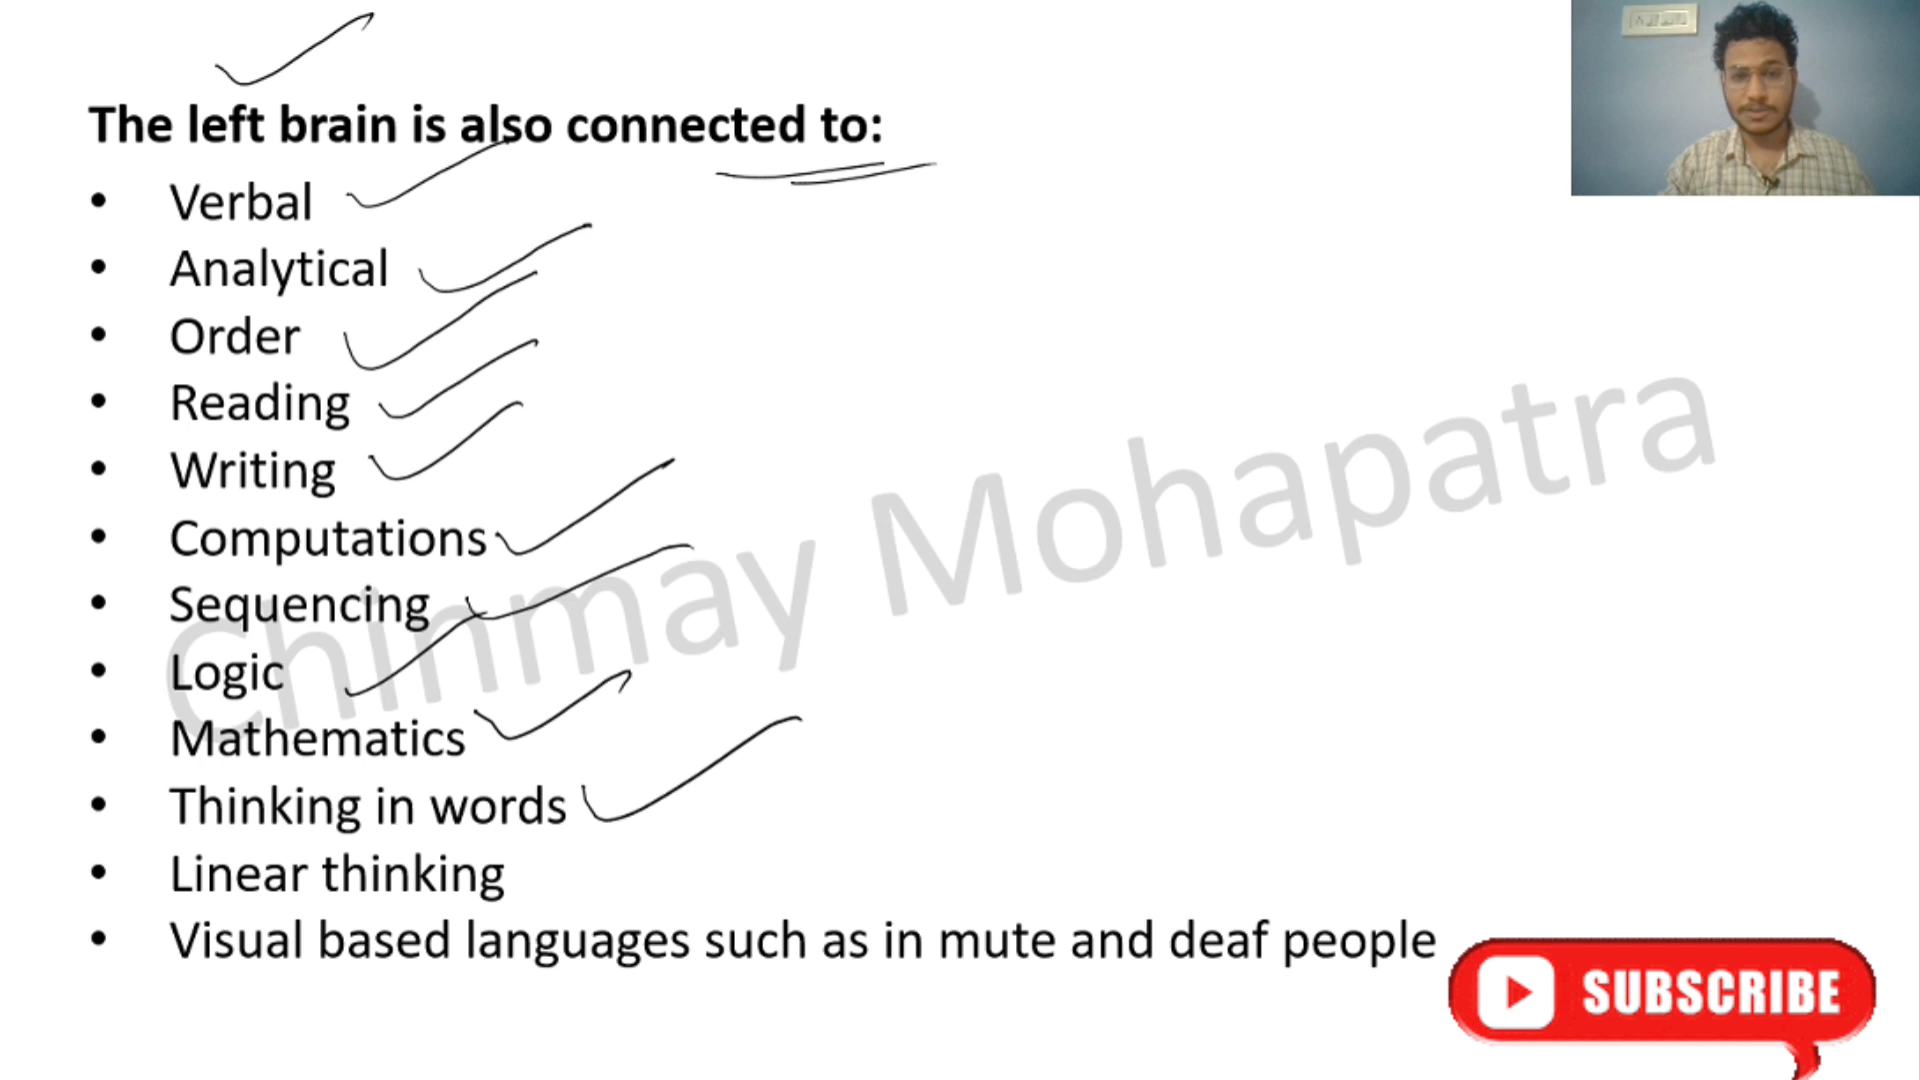 The left brain is also connected to:
• Verbal
• Analytical
• Order
• Reading
• Writing
• Computations
• Sequencing
• Logic
• Mathematics
• Thinking in words
• Linear thinking
• Visual based languages such as in mute and deaf people
Chinmay Mohapatra
SUBSCRIBE